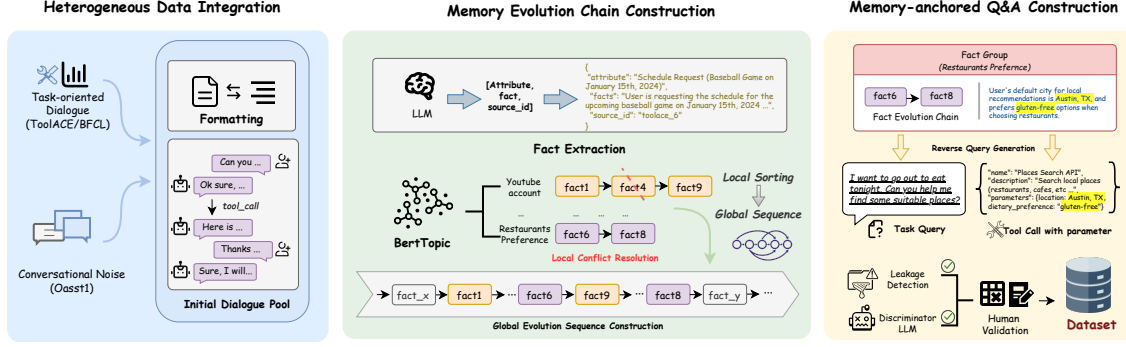 Heterogeneous Data Integration
Task-oriented
Dialogue
(ToolACE/BFCL)
Conversational Noise
(Oasst1)
Formatting
Can you ...
Ok sure, ...
tool_call
Here is ...
Thanks ...
Sure, I will...
Initial Dialogue Pool
Memory Evolution Chain Construction
LLM
[Attribute,
fact,
source_id]
{
"attribute": "Schedule Request (Baseball Game on
January 15th, 2024)",
"facts": "User is requesting the schedule for the
upcoming baseball game on January 15th, 2024 ...",
"source_id": "toolace_6"
}
Fact Extraction
BertTopic
Youtube
account
fact1
fact4
fact9
...
...
...
Restaurants
Preference
fact6
fact8
Local Conflict Resolution
Local Sorting
Global Sequence
fact_x
fact1
...
fact6
fact9
...
fact8
fact_y
...
Global Evolution Sequence Construction
Memory-anchored Q&A Construction
Fact Group
(Restaurants Prefernce)
fact6
fact8
Fact Evolution Chain
User's default city for local
recommendations is Austin, TX, and
prefers gluten-free options when
choosing restaurants.
Reverse Query Generation
I want to go out to eat
tonight. Can you help me
find some suitable places?
Task Query
"name": "Places Search API",
"description": "Search local places
(restaurants, cafes, etc ...",
"parameters": {location: Austin, TX,
dietary_preference: "gluten-free"}
Tool Call with parameter
Leakage
Detection
Discriminator
LLM
Human
Validation
Dataset